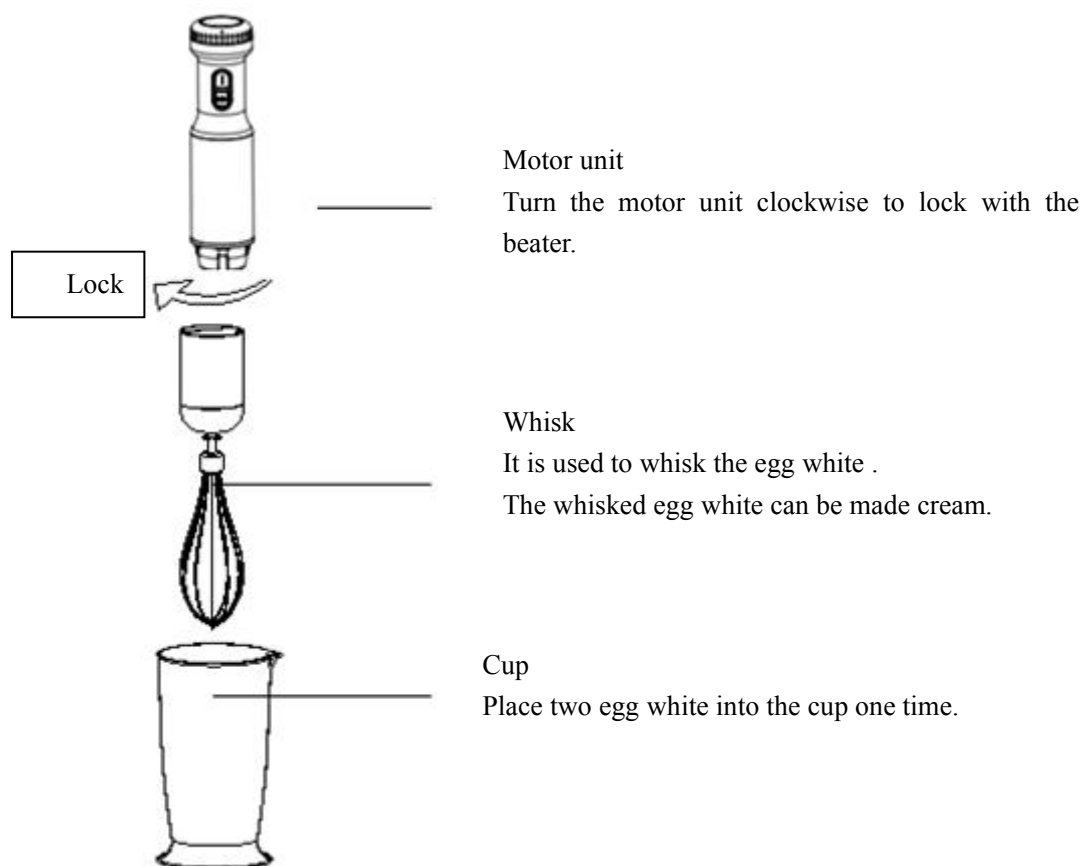 Motor unit
Turn the motor unit clockwise to lock with the
beater.
Lock
Whisk
It is used to whisk the egg white .
The whisked egg white can be made cream.
Cup
Place two egg white into the cup one time.